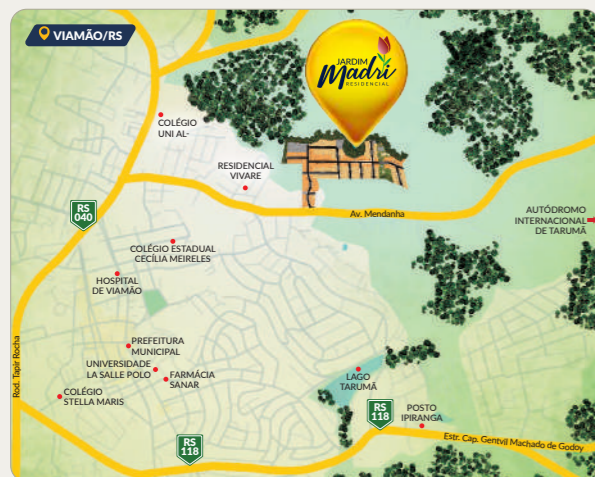 VIAMÃO/RS
JARDIM
Madri
RESIDENCIAL
COLÉGIO
UNI AL-
RESIDENCIAL
VIVARE
RS
040
Av. Mendanha
AUTÓDROMO
INTERNACIONAL
DE TARUMÃ
COLÉGIO ESTADUAL
CECÍLIA MEIRELES
HOSPITAL
DE VIAMÃO
PREFEITURA
MUNICIPAL
UNIVERSIDADE
LA SALLE POLO
FARMÁCIA
SANAR
LAGO
TARUMÃ
Rod. Tapir Rocha
COLÉGIO
STELLA MARIS
RS
118
POSTO
IPIRANGA
RS
118
Estr. Cap. Gentvil Machado de Godoy